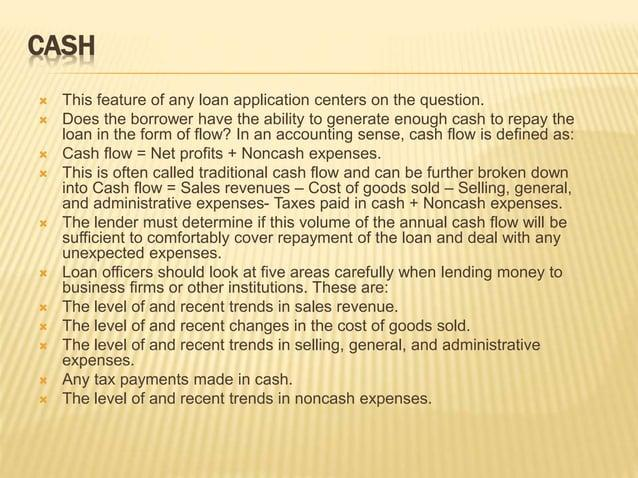 CASH
This feature of any loan application centers on the question.
Does the borrower have the ability to generate enough cash to repay the
loan in the form of flow? In an accounting sense, cash flow is defined as:
Cash flow = Net profits + Noncash expenses.
This is often called traditional cash flow and can be further broken down
into Cash flow = Sales revenues – Cost of goods sold – Selling, general,
and administrative expenses- Taxes paid in cash + Noncash expenses.
The lender must determine if this volume of the annual cash flow will be
sufficient to comfortably cover repayment of the loan and deal with any
unexpected expenses.
Loan officers should look at five areas carefully when lending money to
business firms or other institutions. These are:
The level of and recent trends in sales revenue.
The level of and recent changes in the cost of goods sold.
The level of and recent trends in selling, general, and administrative
expenses.
Any tax payments made in cash.
The level of and recent trends in noncash expenses.